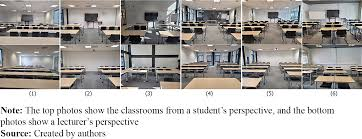 (1) (2) (3) (4) (5) (6)
Note: The top photos show the classrooms from a student's perspective, and the bottom
photos show a lecturer's perspective
Source: Created by authors